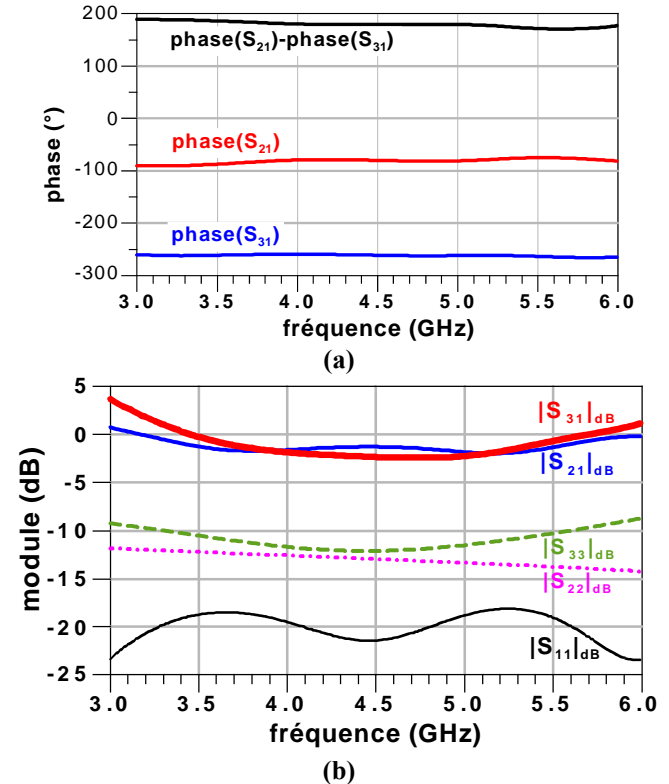 200
100
0
-100
-200
-300
phase (°)
phase(S21)-phase(S31)
phase(S21)
phase(S31)
3.0 3.5 4.0 4.5 5.0 5.5 6.0
fréquence (GHz)
(a)
5
0
-5
-10
-15
-20
-25
module (dB)
|S31|dB
|S21|dB
|S33|dB
|S22|dB
|S11|dB
3.0 3.5 4.0 4.5 5.0 5.5 6.0
fréquence (GHz)
(b)